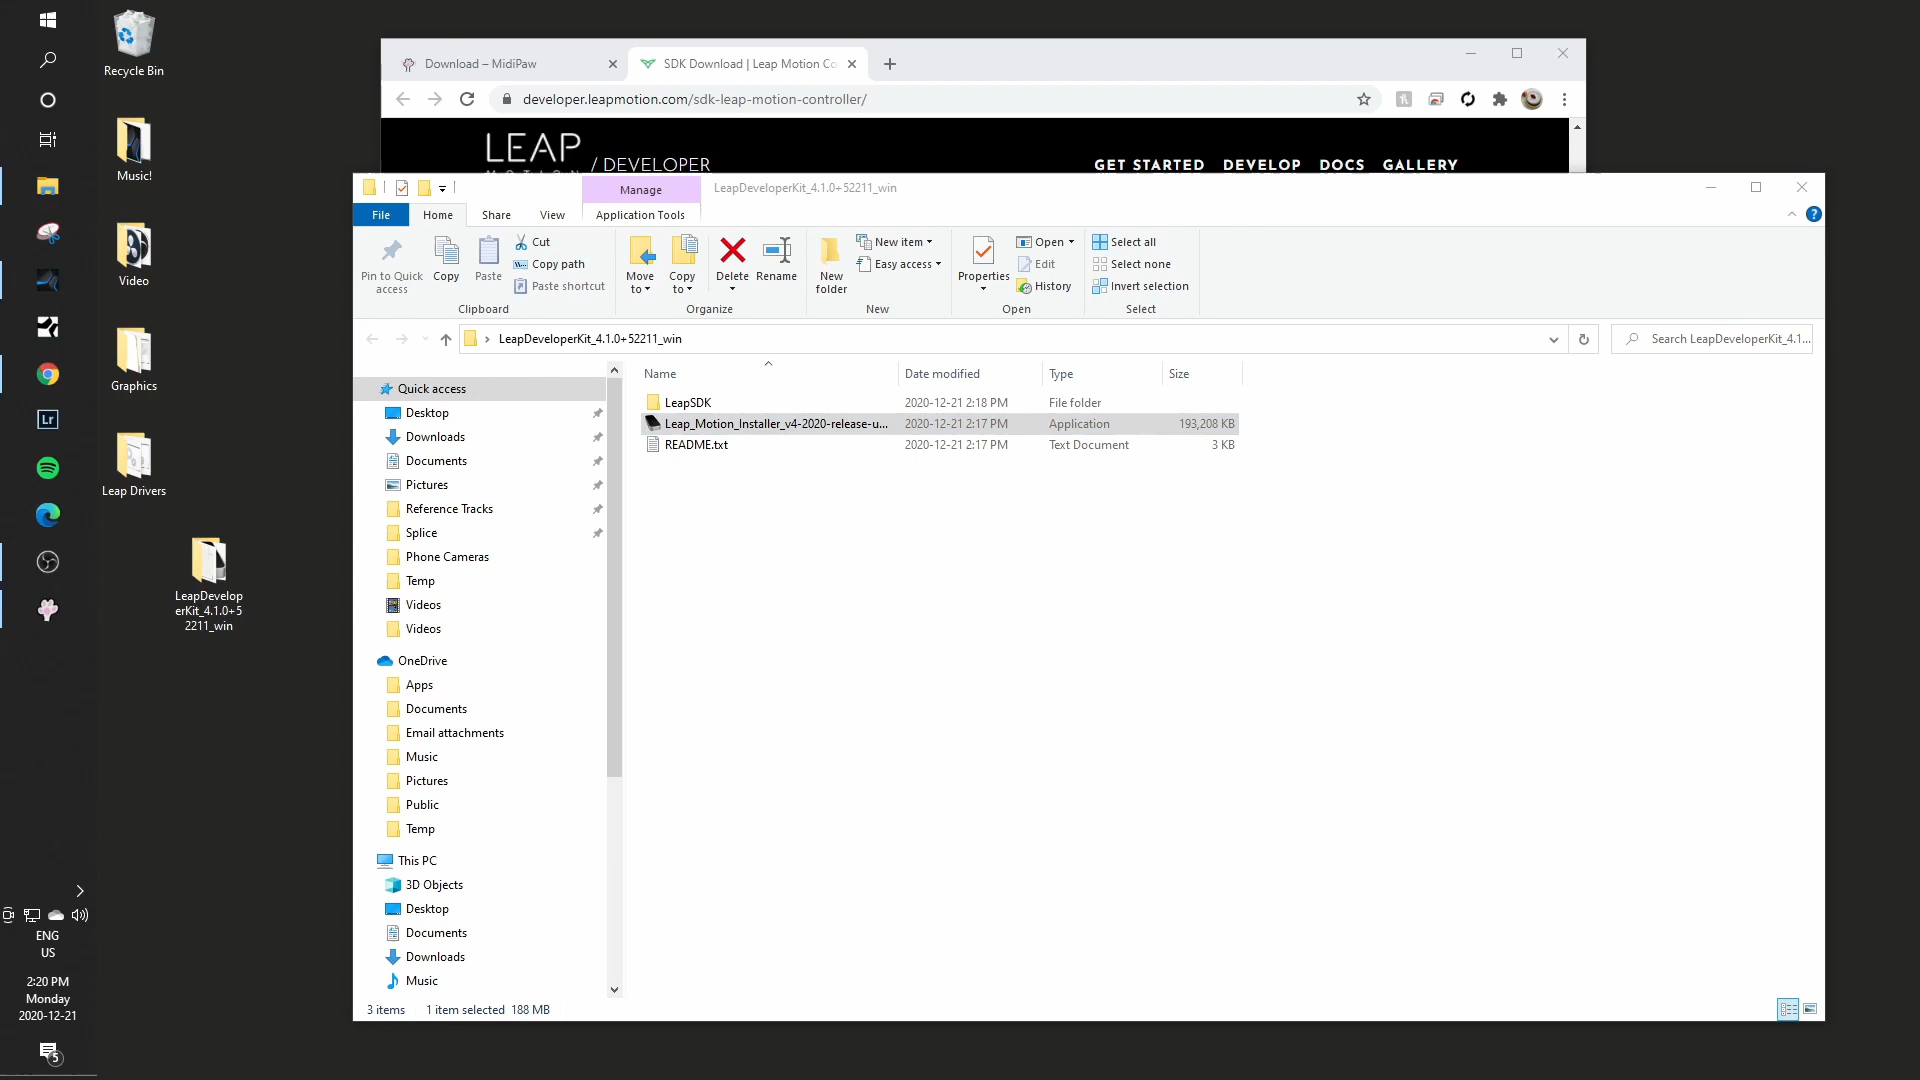 Recycle Bin
Music!
Video
Graphics
Leap Drivers
LeapDevelop
erKit_4.1.0+5
2211_win
Lr
ENG
US
2:20 PM
Monday
2020-12-21
5
Download – MidiPaw
SDK Download | Leap Motion Co
developer.leapmotion.com/sdk-leap-motion-controller/
LEAP
/ DEVELOPER
GET STARTED DEVELOP DOCS GALLERY
Manage
LeapDeveloperKit_4.1.0+52211_win
File
Home
Share
View
Application Tools
Pin to Quick
access
Copy
Paste
Cut
Copy path
Paste shortcut
Clipboard
Move
to
Copy
to
Delete
Rename
Organize
New
folder
New item
Easy access
New
Properties
Open
Edit
History
Open
Select all
Select none
Invert selection
Select
LeapDeveloperKit_4.1.0+52211_win
Search LeapDeveloperKit_4.1...
Quick access
Desktop
Downloads
Documents
Pictures
Reference Tracks
Splice
Phone Cameras
Temp
Videos
Videos
OneDrive
Apps
Documents
Email attachments
Music
Pictures
Public
Temp
This PC
3D Objects
Desktop
Documents
Downloads
Music
Name Date modified Type Size
LeapSDK 2020-12-21 2:18 PM File folder
Leap_Motion_Installer_v4-2020-release-u... 2020-12-21 2:17 PM Application 193,208 KB
README.txt 2020-12-21 2:17 PM Text Document 3 KB
3 items 1 item selected 188 MB